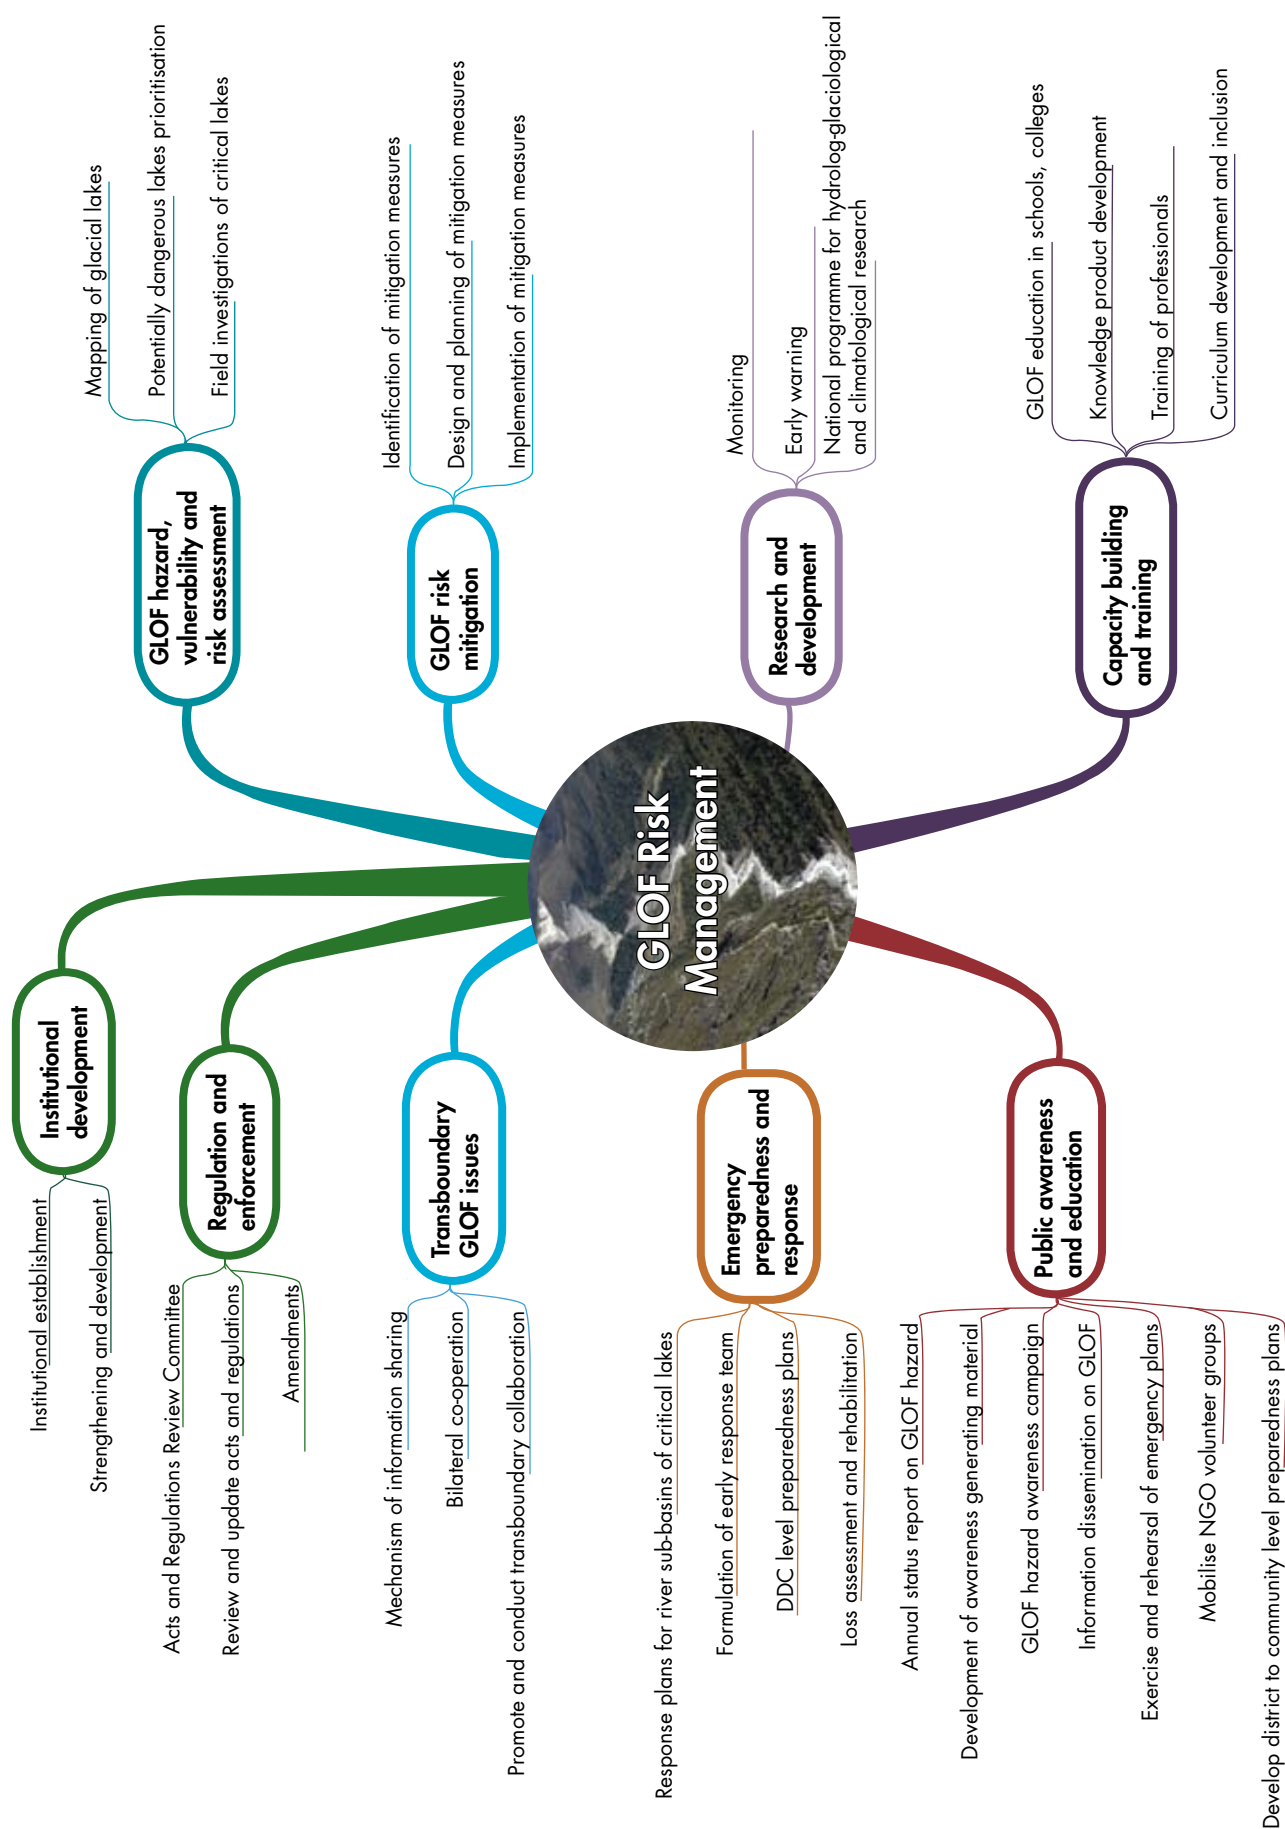 GLOF Risk
Management
Institutional
development
Institutional establishment
Strengthening and development
Regulation and
enforcement
Acts and Regulations Review Committee
Review and update acts and regulations
Amendments
Transboundary
GLOF issues
Mechanism of information sharing
Bilateral co-operation
Promote and conduct transboundary collaboration
Emergency
preparedness and
response
Response plans for river sub-basins of critical lakes
Formulation of early response team
DDC level preparedness plans
Loss assessment and rehabilitation
Public awareness
and education
Annual status report on GLOF hazard
Development of awareness generating material
GLOF hazard awareness campaign
Information dissemination on GLOF
Exercise and rehearsal of emergency plans
Mobilise NGO volunteer groups
Develop district to community level preparedness plans
GLOF hazard,
vulnerability and
risk assessment
Mapping of glacial lakes
Potentially dangerous lakes prioritisation
Field investigations of critical lakes
GLOF risk
mitigation
Identification of mitigation measures
Design and planning of mitigation measures
Implementation of mitigation measures
Research and
development
Monitoring
Early warning
National programme for hydrolog-glaciological
and climatological research
Capacity building
and training
GLOF education in schools, colleges
Knowledge product development
Training of professionals
Curriculum development and inclusion